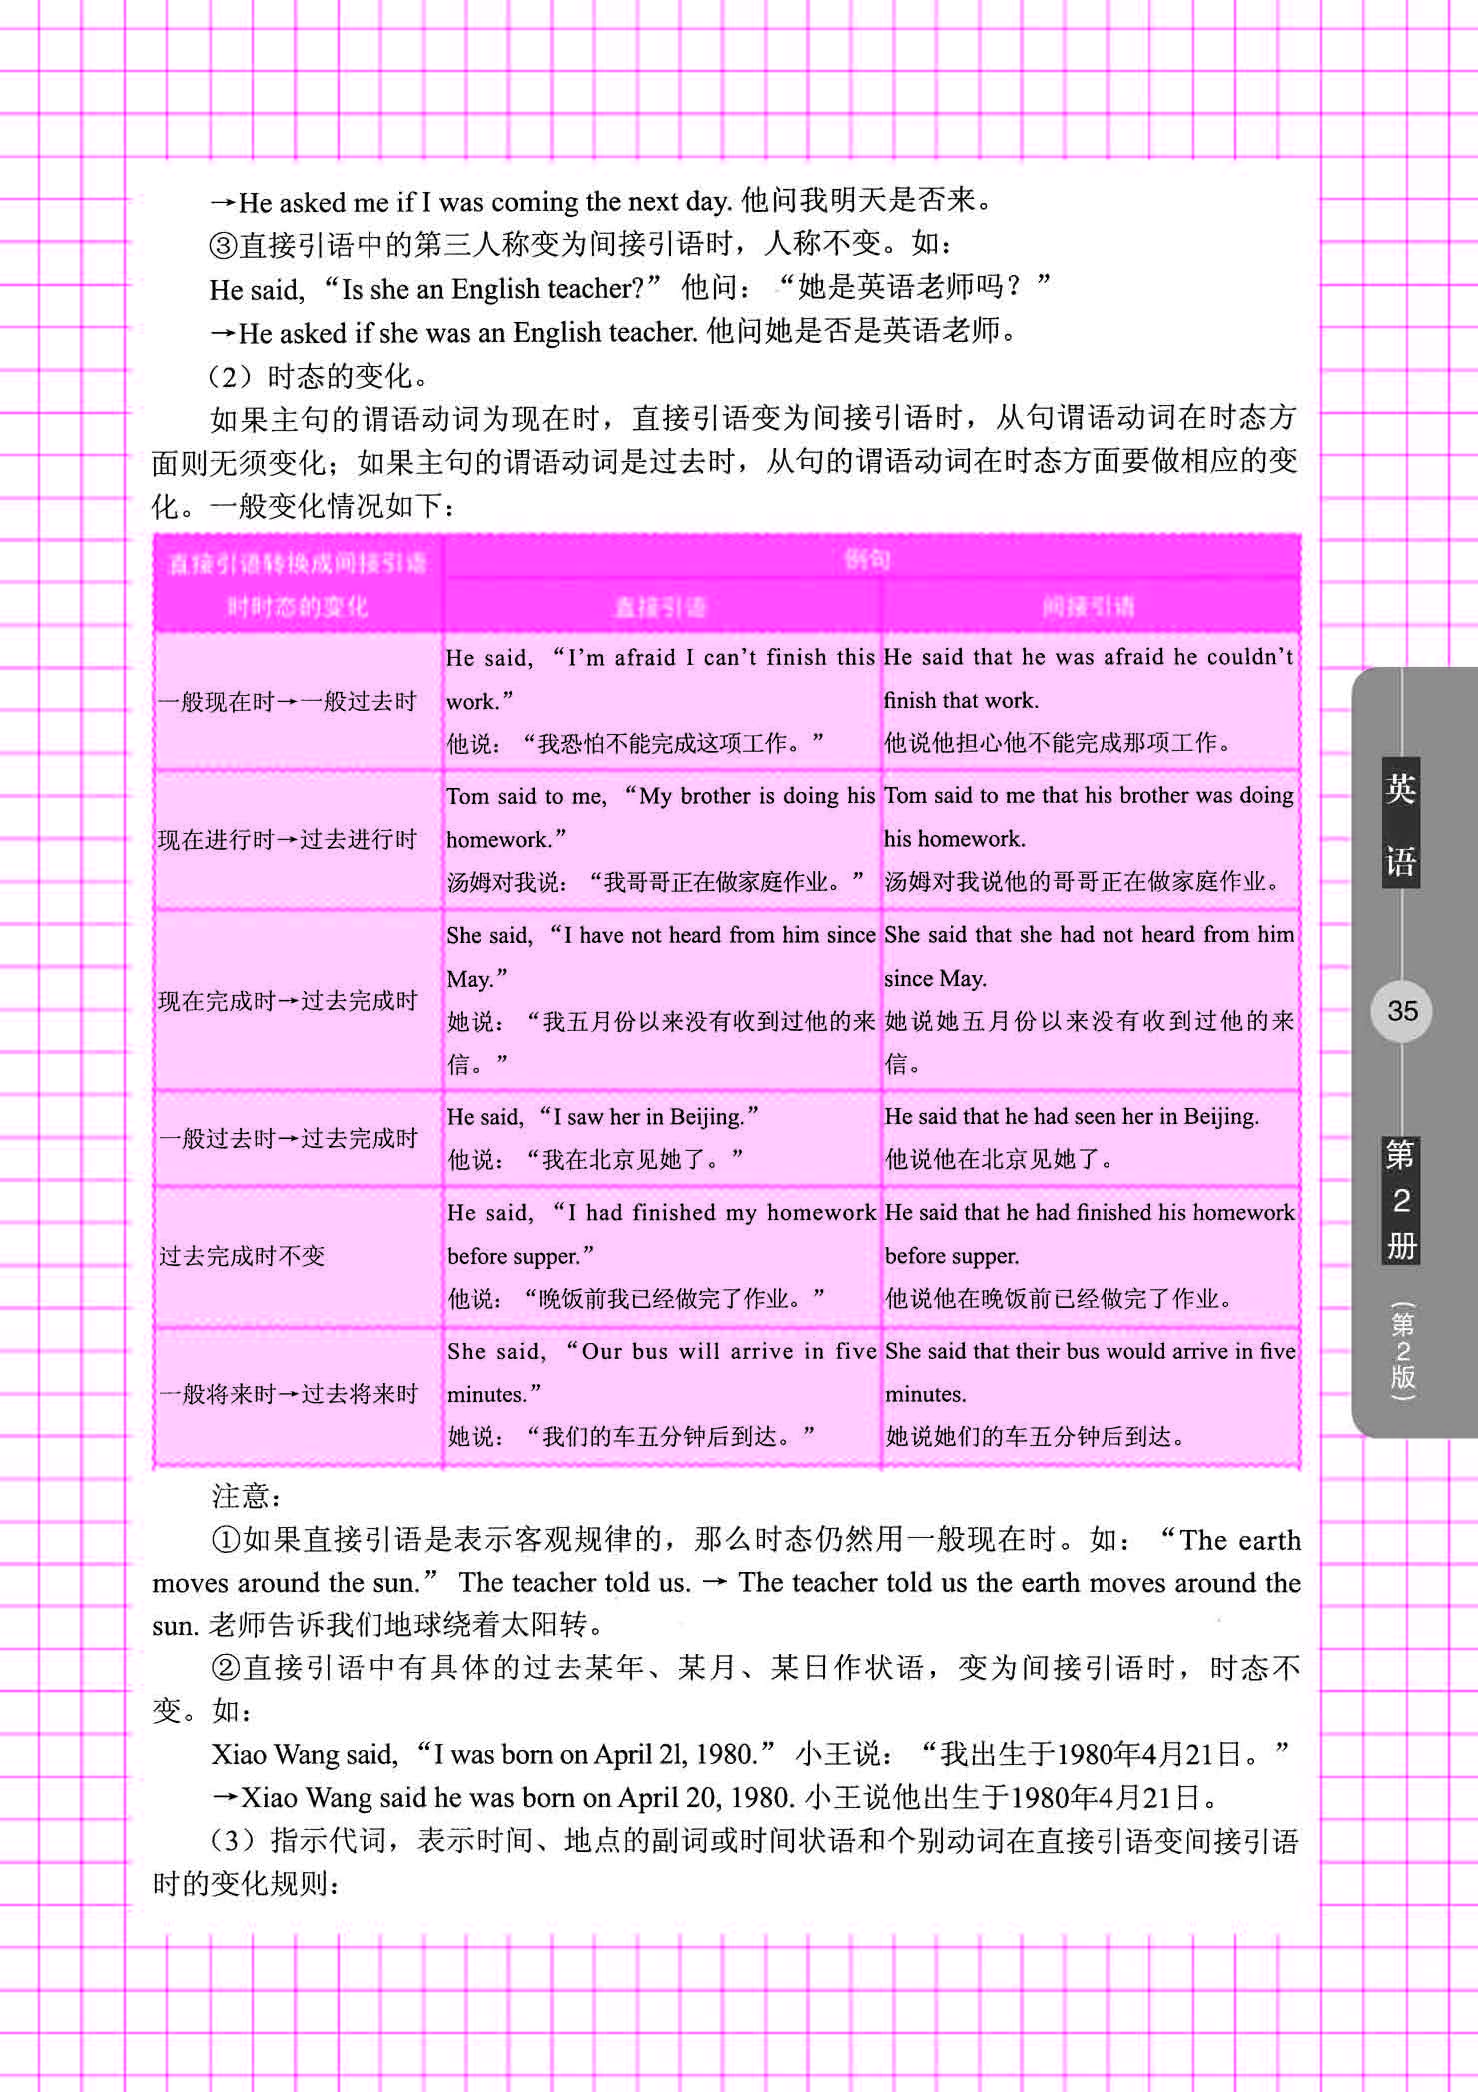 →He asked me if I was coming the next day. 他问我明天是否来。
③直接引语中的第三人称变为间接引语时，人称不变。如：
He said, “Is she an English teacher?” 他问：“她是英语老师吗？”
→He asked if she was an English teacher. 他问她是否是英语老师。
（2）时态的变化。
如果主句的谓语动词为现在时，直接引语变为间接引语时，从句谓语动词在时态方
面则无须变化；如果主句的谓语动词是过去时，从句的谓语动词在时态方面要做相应的变
化。一般变化情况如下：
直接引语转换成间接引语
时时态的变化
例句
直接引语
间接引语
一般现在时→一般过去时
He said, “I’m afraid I can’t finish this
work.”
他说：“我恐怕不能完成这项工作。”
He said that he was afraid he couldn’t
finish that work.
他说他担心他不能完成那项工作。
现在进行时→过去进行时
Tom said to me, “My brother is doing his
homework.”
汤姆对我说：“我哥哥正在做家庭作业。”
Tom said to me that his brother was doing
his homework.
汤姆对我说他的哥哥正在做家庭作业。
现在完成时→过去完成时
She said, “I have not heard from him since
May.”
她说：“我五月份以来没有收到过他的来
信。”
She said that she had not heard from him
since May.
她说她五月份以来没有收到过他的来
信。
一般过去时→过去完成时
He said, “I saw her in Beijing.”
他说：“我在北京见她了。”
He said that he had seen her in Beijing.
他说他在北京见她了。
过去完成时不变
He said, “I had finished my homework
before supper.”
他说：“晚饭前我已经做完了作业。”
He said that he had finished his homework
before supper.
他说他在晚饭前已经做完了作业。
一般将来时→过去将来时
She said, “Our bus will arrive in five
minutes.”
她说：“我们的车五分钟后到达。”
She said that their bus would arrive in five
minutes.
她说她们的车五分钟后到达。
注意：
①如果直接引语是表示客观规律的，那么时态仍然用一般现在时。如：“The earth
moves around the sun.” The teacher told us. → The teacher told us the earth moves around the
sun. 老师告诉我们地球绕着太阳转。
②直接引语中有具体的过去某年、某月、某日作状语，变为间接引语时，时态不
变。如：
Xiao Wang said, “I was born on April 2l, 1980.” 小王说：“我出生于1980年4月21日。”
→Xiao Wang said he was born on April 20, 1980. 小王说他出生于1980年4月21日。
（3）指示代词，表示时间、地点的副词或时间状语和个别动词在直接引语变间接引语
时的变化规则：
英语
35
第2册
（第2版）